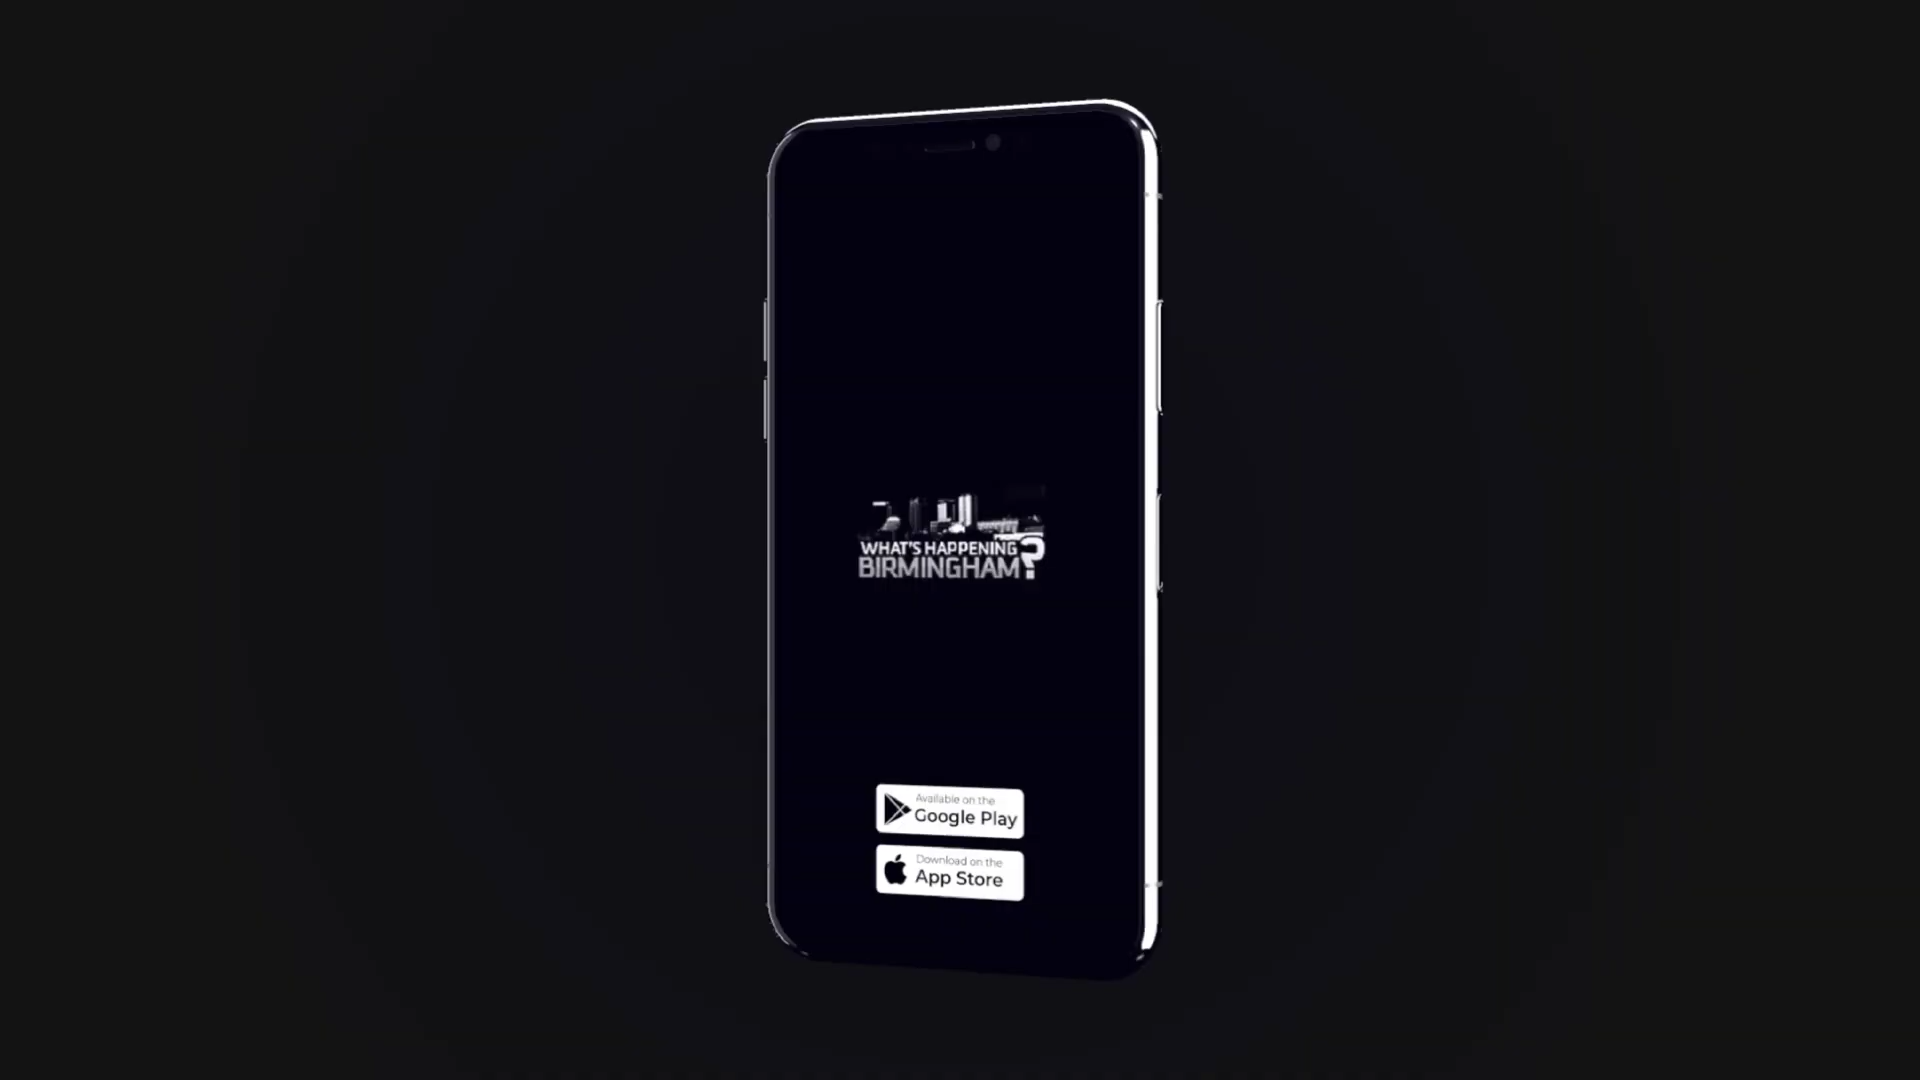 WHAT'S HAPPENING
BIRMINGHAM?
Available on the
Google Play
Download on the
App Store